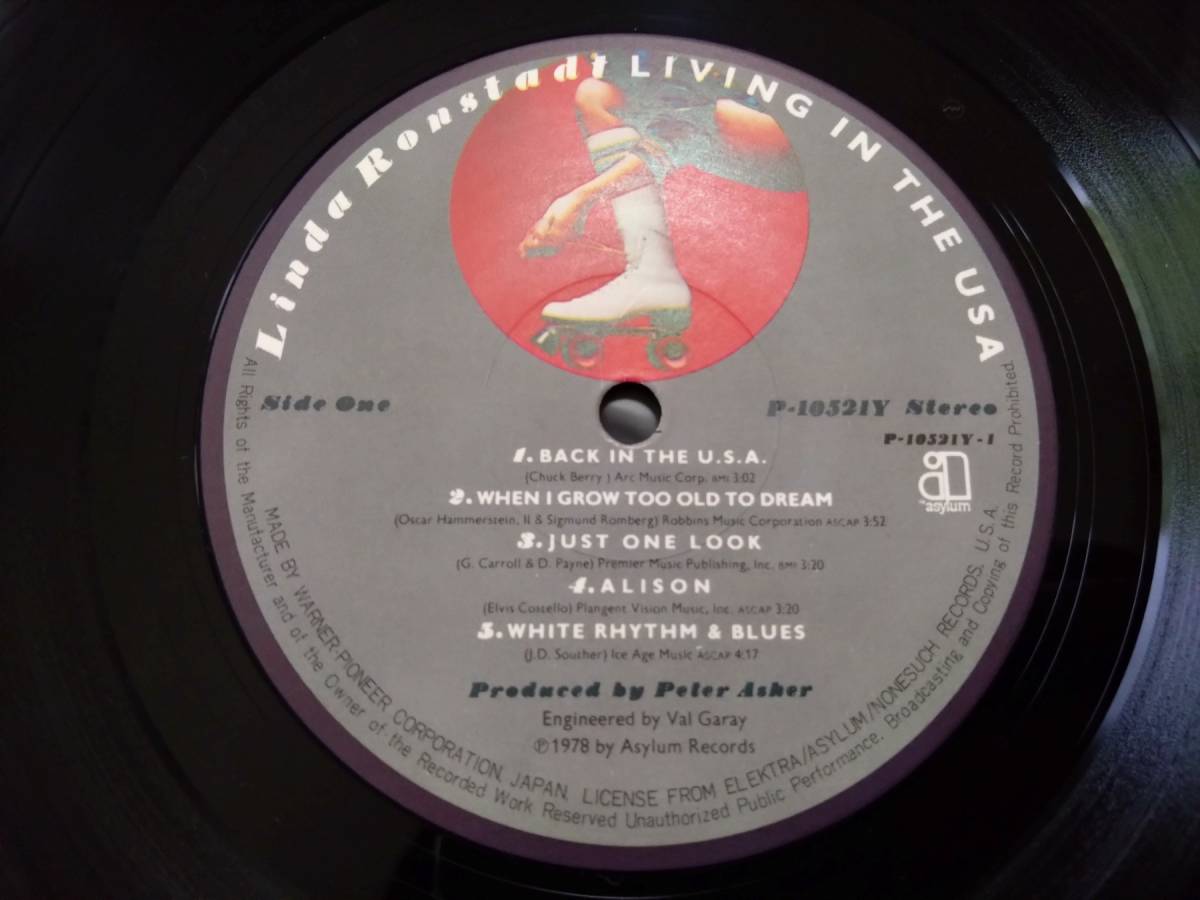 Linda Ronstadt LIVING IN THE USA
Side One
P-10521Y Stereo
P-10521Y-1
asylum
1. BACK IN THE U.S.A.
(Chuck Berry ) Arc Music Corp. BMI 3:02
2. WHEN I GROW TOO OLD TO DREAM
(Oscar Hammerstein, II & Sigmund Romberg) Robbins Music Corporation ASCAP 3:52
3. JUST ONE LOOK
(G. Carroll & D. Payne) Premier Music Publishing, Inc. BMI 3:20
4. ALISON
(Elvis Costello) Plangent Vision Music, Inc. ASCAP 3:20
5. WHITE RHYTHM & BLUES
(J.D. Souther) Ice Age Music ASCAP 4:17
Produced by Peter Asher
Engineered by Val Garay
℗1978 by Asylum Records
MADE BY WARNER-PIONEER CORPORATION, JAPAN. LICENSE FROM ELEKTRA/ASYLUM/NONESUCH RECORDS, U.S.A.
All Rights of the Manufacturer and of the Owner of the Recorded Work Reserved Unauthorized Public Performance, Broadcasting and Copying of this Record Prohibited.